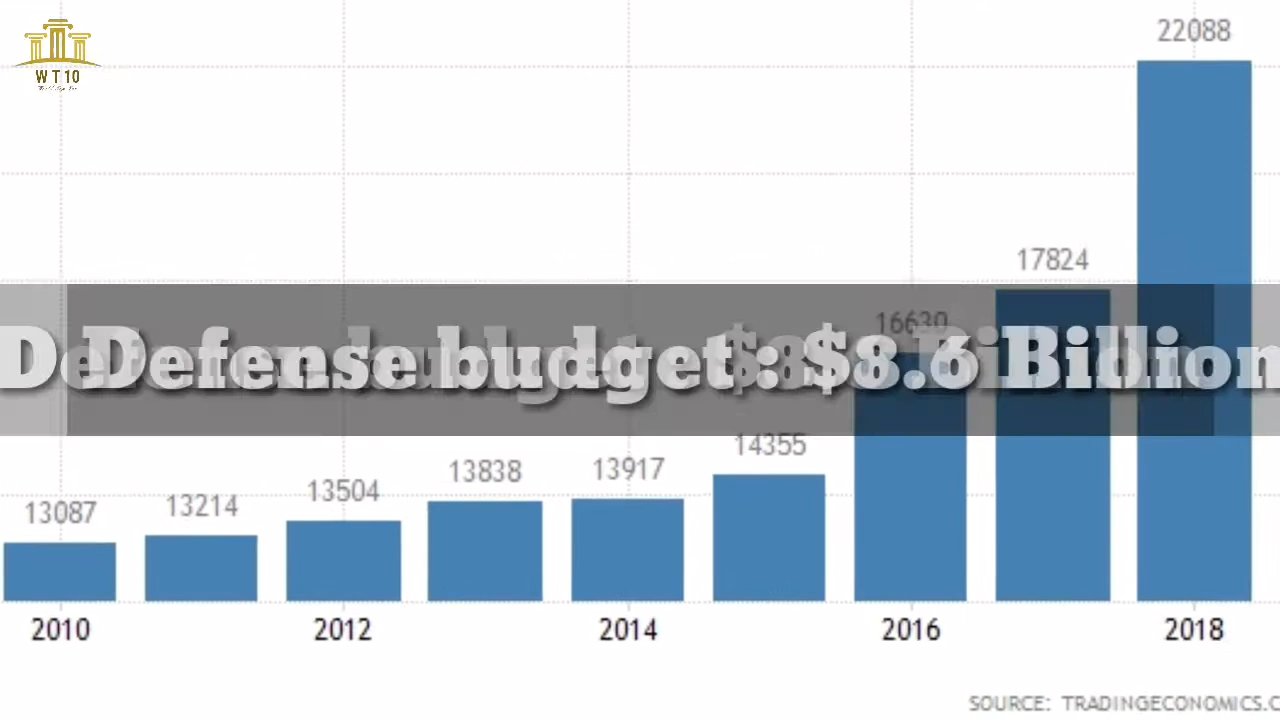 WT10
22088
17824
16630
Defense budget : $8.6 Billion
14355
13917
13838
13504
13214
13087
2010 2012 2014 2016 2018
SOURCE: TRADINGECONOMICS.C